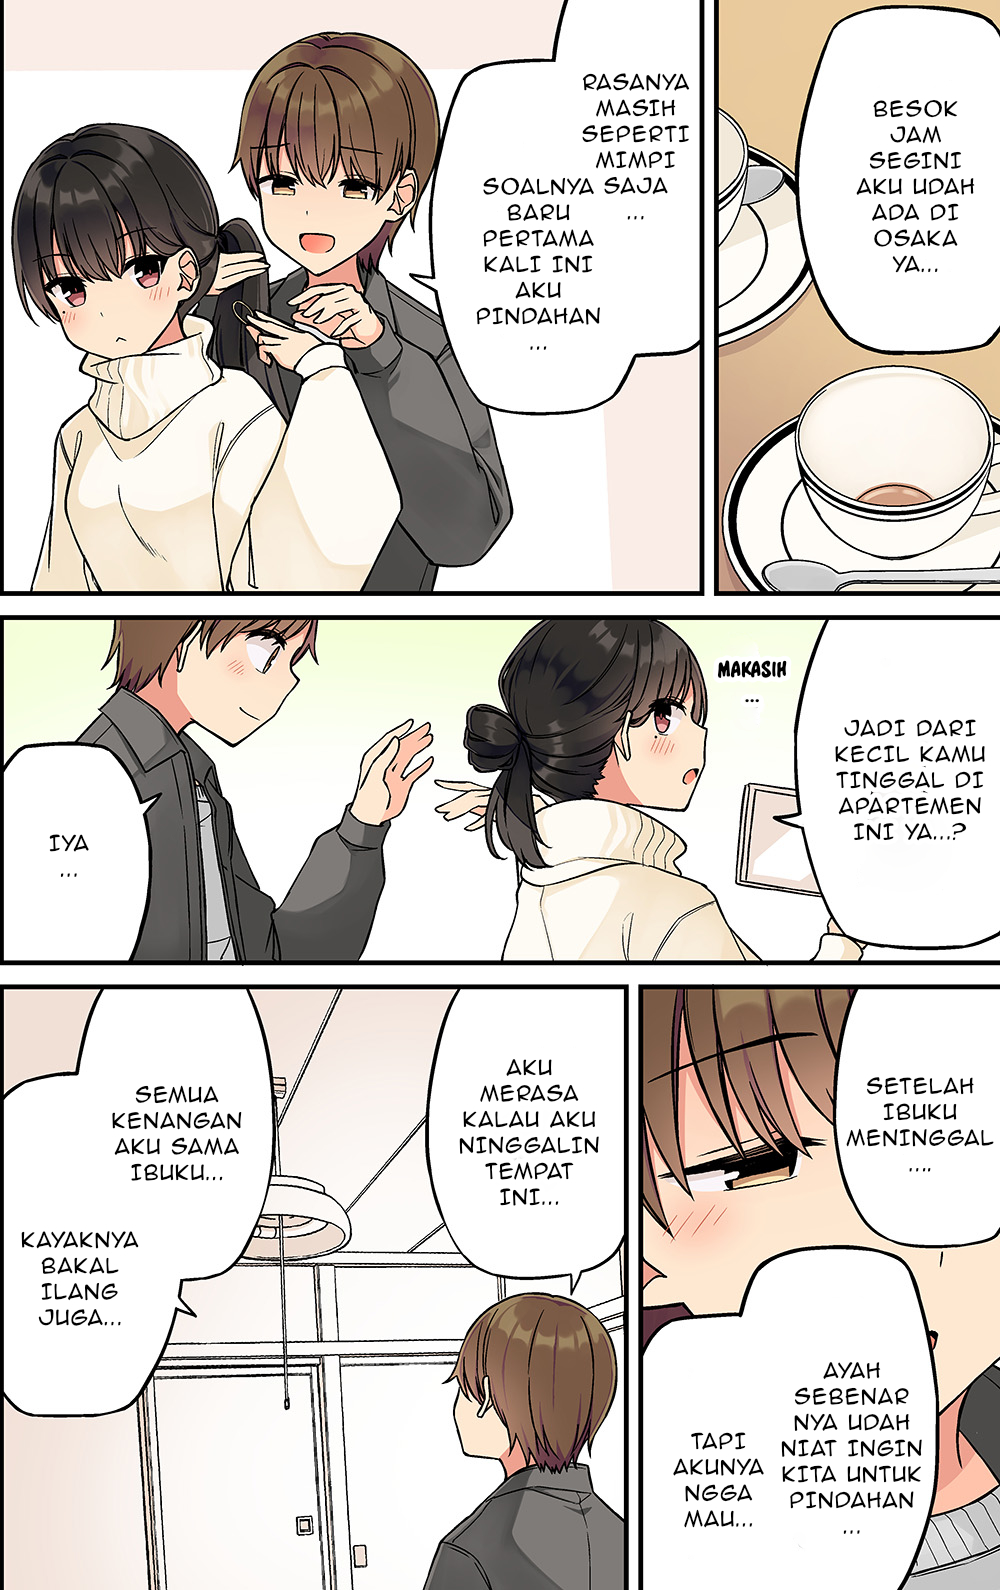 BESOK
JAM
SEGINI
AKU UDAH
ADA DI
OSAKA
YA...
RASANYA
MASIH
SEPERTI
MIMPI
SAJA
...
SOALNYA
BARU
PERTAMA
KALI INI
AKU
PINDAHAN
...
MAKASIH
...
JADI DARI
KECIL KAMU
TINGGAL DI
APARTEMEN
INI YA...?
IYA
...
SETELAH
IBUKU
MENINGGAL
....
AYAH
SEBENAR
NYA UDAH
NIAT INGIN
KITA UNTUK
PINDAHAN
...
TAPI
AKUNYA
NGGA
MAU...
AKU
MERASA
KALAU AKU
NINGGALIN
TEMPAT
INI...
SEMUA
KENANGAN
AKU SAMA
IBUKU...
KAYAKNYA
BAKAL
ILANG
JUGA...